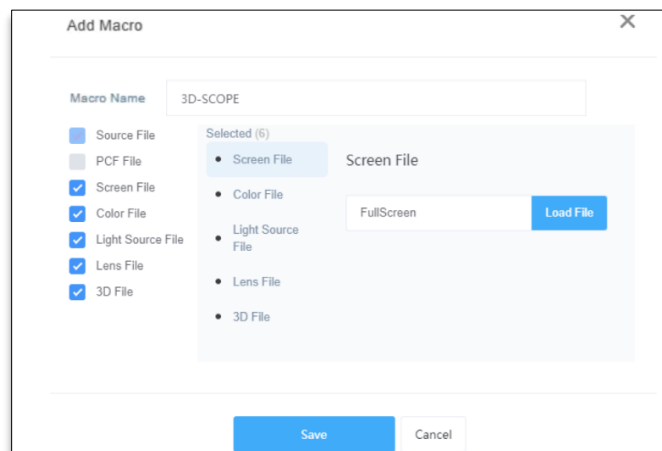 Add Macro
Macro Name
3D-SCOPE
Source File
PCF File
Screen File
Color File
Light Source File
Lens File
3D File
Selected (6)
Screen File
Color File
Light Source
File
Lens File
3D File
Screen File
FullScreen
Load File
Save
Cancel